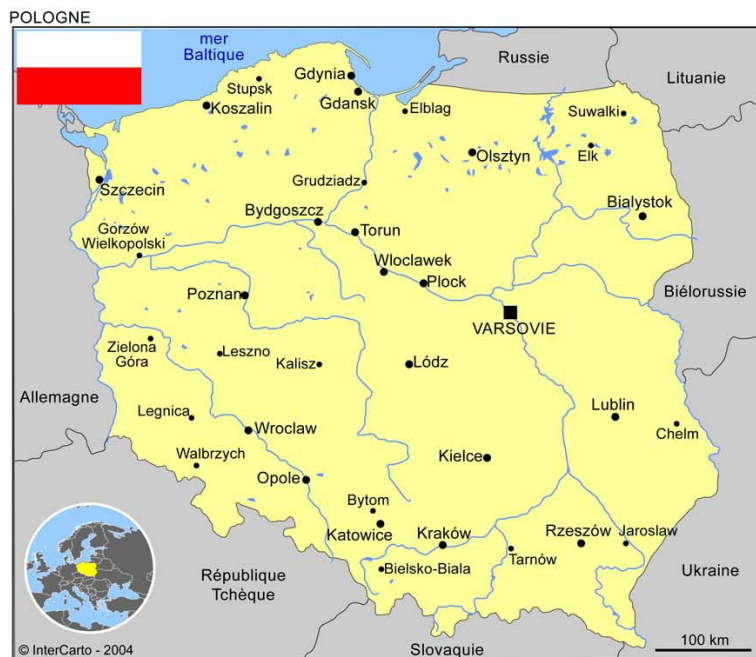 POLOGNE
mer
Baltique
Russie
Lituanie
Gdynia
Stupsk
Gdansk
Koszalin
Elblag
Suwalki
Olsztyn
Elk
Szczecin
Grudziadz
Bialystok
Bydgoszcz
Gorzów
Wielkopolski
Torun
Wloclawek
Plock
Biélorussie
Poznan
VARSOVIE
Zielona
Góra
Leszno
Kalisz
Lódz
Allemagne
Legnica
Wroclaw
Lublin
Chelm
Walbrzych
Kielce
Opole
Bytom
Katowice
Kraków
Rzeszów
Jaroslaw
Tarnów
Bielsko-Biala
République
Tchèque
Ukraine
Slovaquie
100 km
© InterCarto - 2004